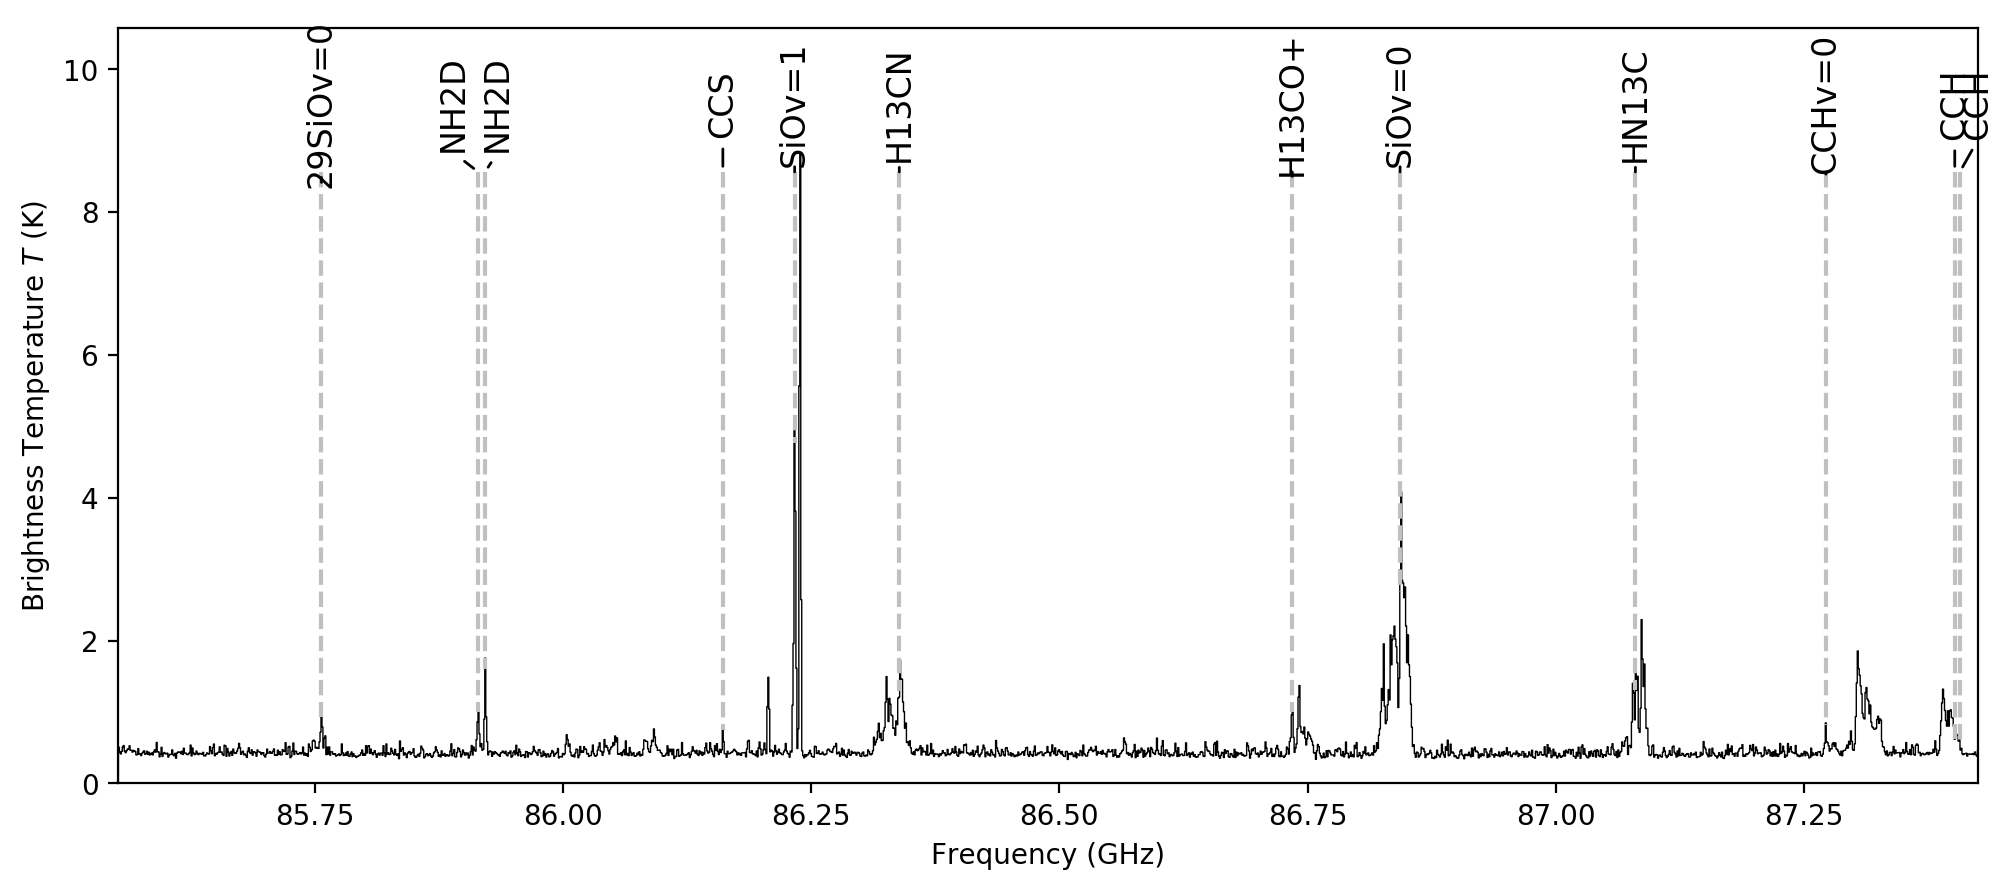 10
8
6
4
2
0
Brightness Temperature T (K)
29SiOv=0
NH2D
NH2D
CCS
SiOv=1
H13CN
H13CO+
SiOv=0
HN13C
CCHv=0
85.75
86.00
86.25
86.50
86.75
87.00
87.25
Frequency (GHz)